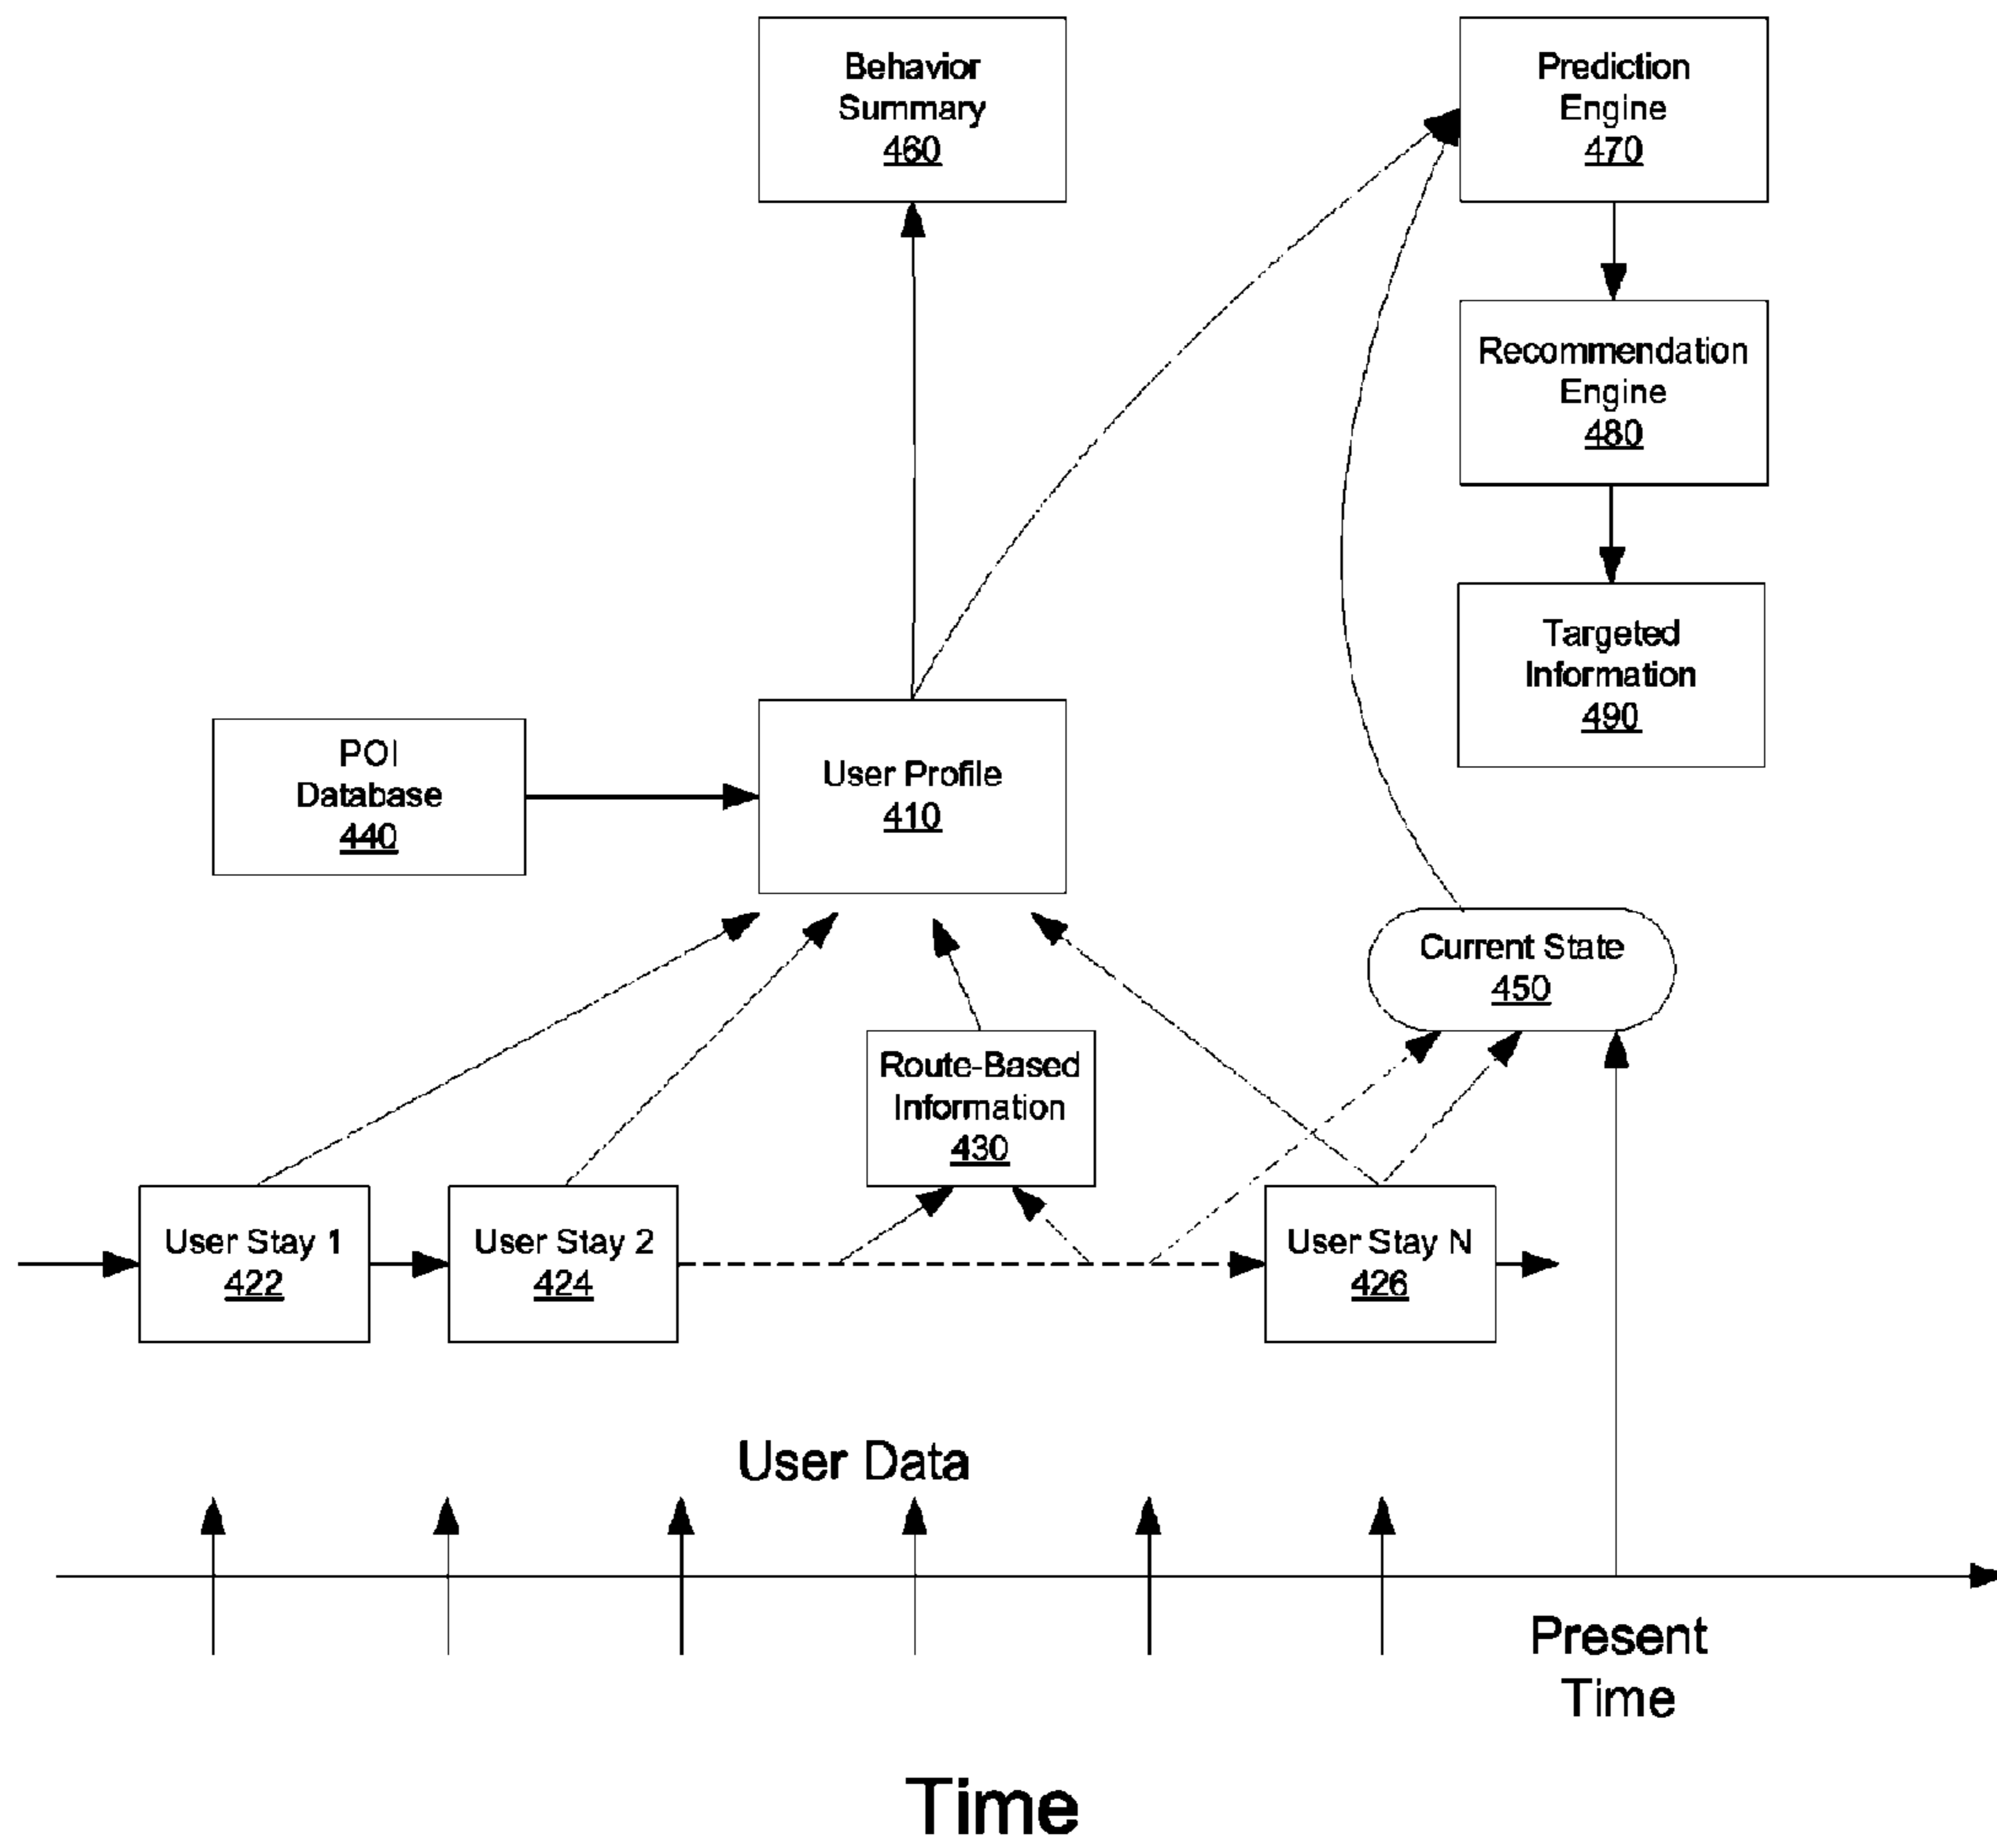 Behavior
Summary
460
Prediction
Engine
470
Recommendation
Engine
480
Targeted
Information
490
POI
Database
440
User Profile
410
Current State
450
Route-Based
Information
430
User Stay 1
422
User Stay 2
424
User Stay N
426
User Data
Present
Time
Time